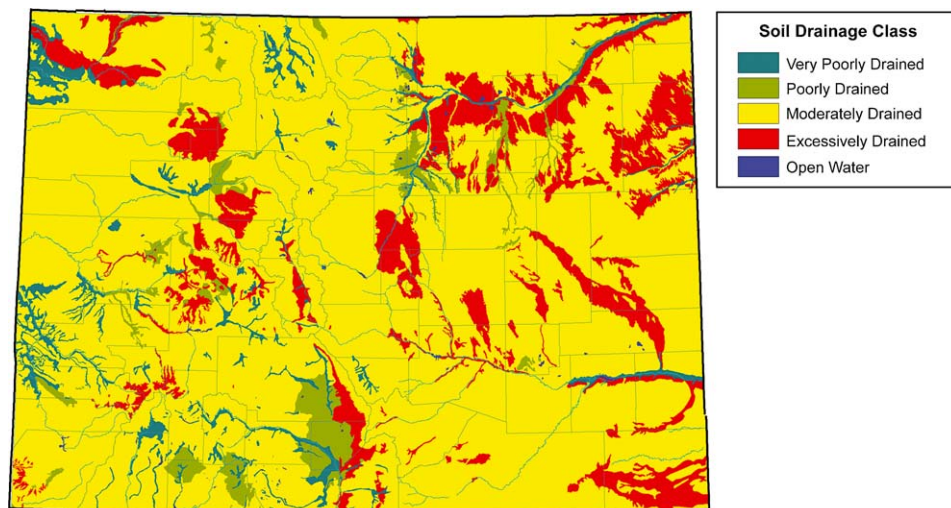 Soil Drainage Class
Very Poorly Drained
Poorly Drained
Moderately Drained
Excessively Drained
Open Water